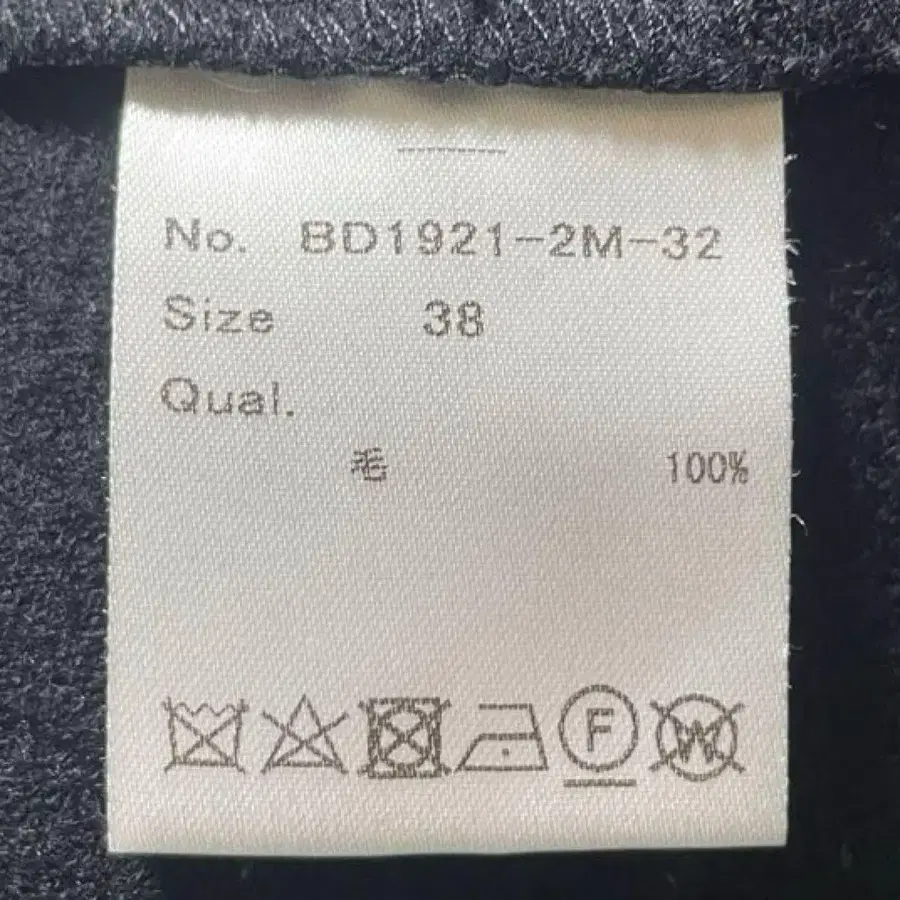 No. BD1921-2M-32
Size 38
Qual.
毛 100%
F W